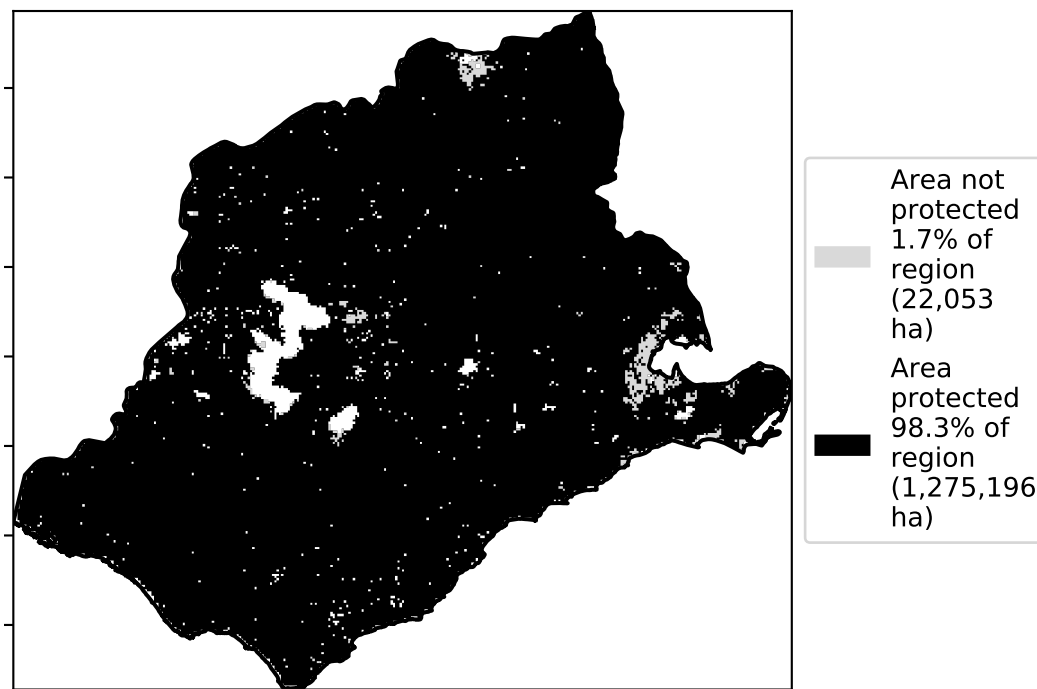 Area not
protected
1.7% of
region
(22,053
ha)
Area
protected
98.3% of
region
(1,275,196
ha)